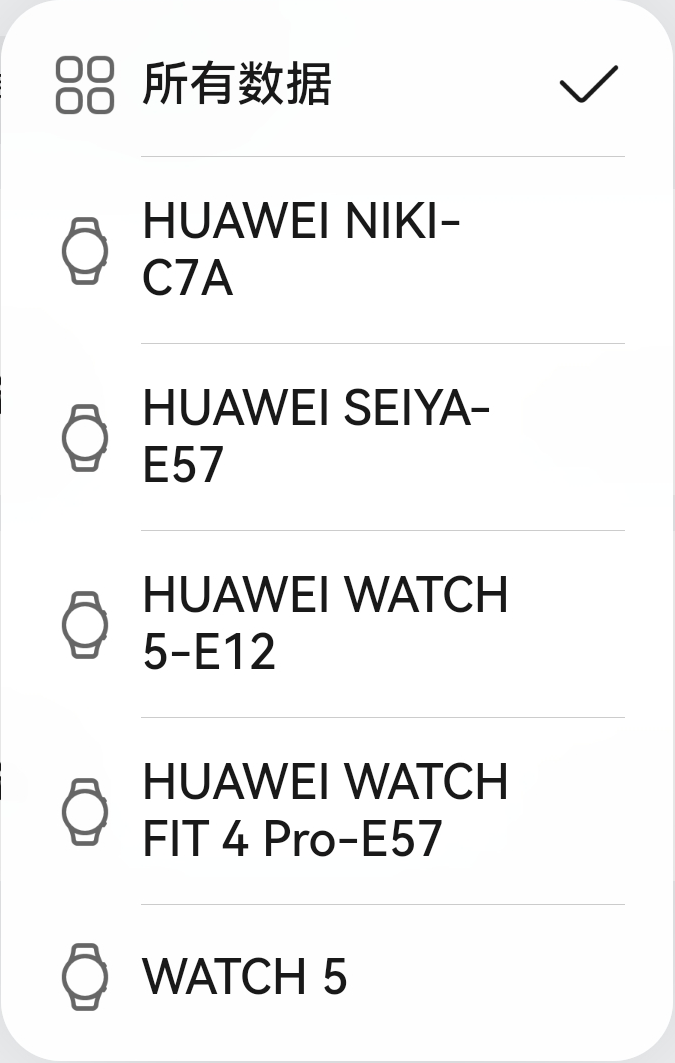 所有数据
HUAWEI NIKI-
C7A
HUAWEI SEIYA-
E57
HUAWEI WATCH
5-E12
HUAWEI WATCH
FIT 4 Pro-E57
WATCH 5